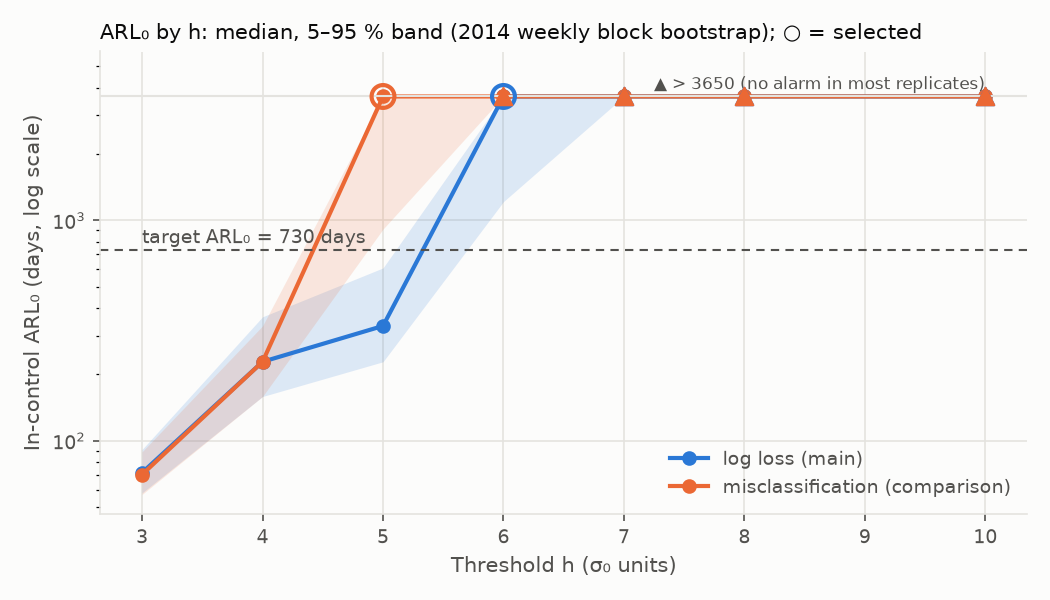 ARL₀ by h: median, 5–95 % band (2014 weekly block bootstrap); ○ = selected
▲ > 3650 (no alarm in most replicates)
In-control ARL₀ (days, log scale)
10³
target ARL₀ = 730 days
10²
log loss (main)
misclassification (comparison)
3 4 5 6 7 8 9 10
Threshold h (σ₀ units)